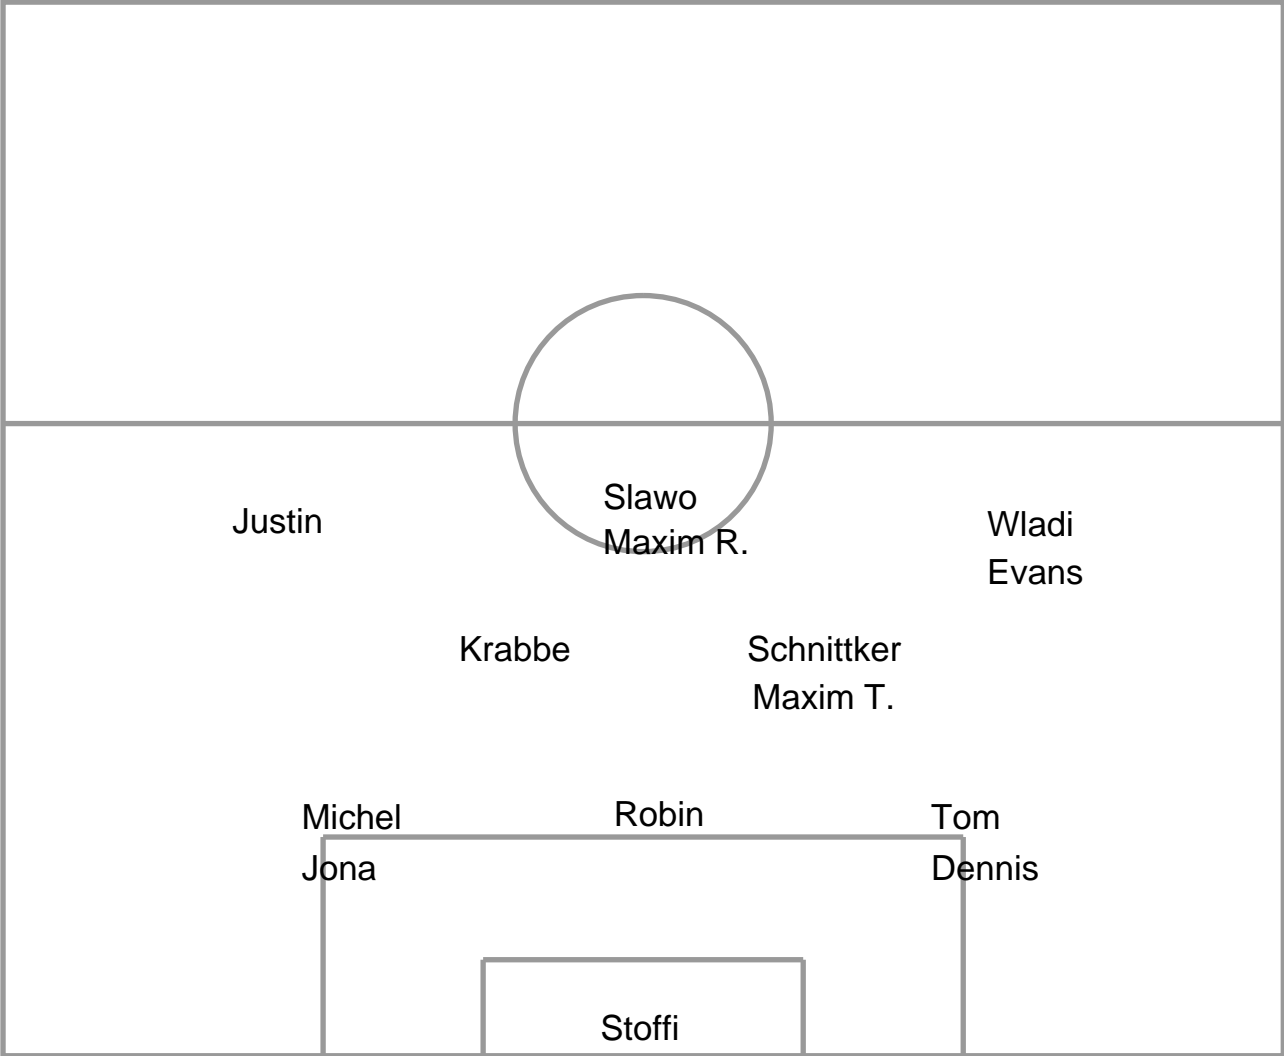 Slawo
Maxim R.
Justin
Wladi
Evans
Krabbe
Schnittker
Maxim T.
Michel
Jona
Robin
Tom
Dennis
Stoffi